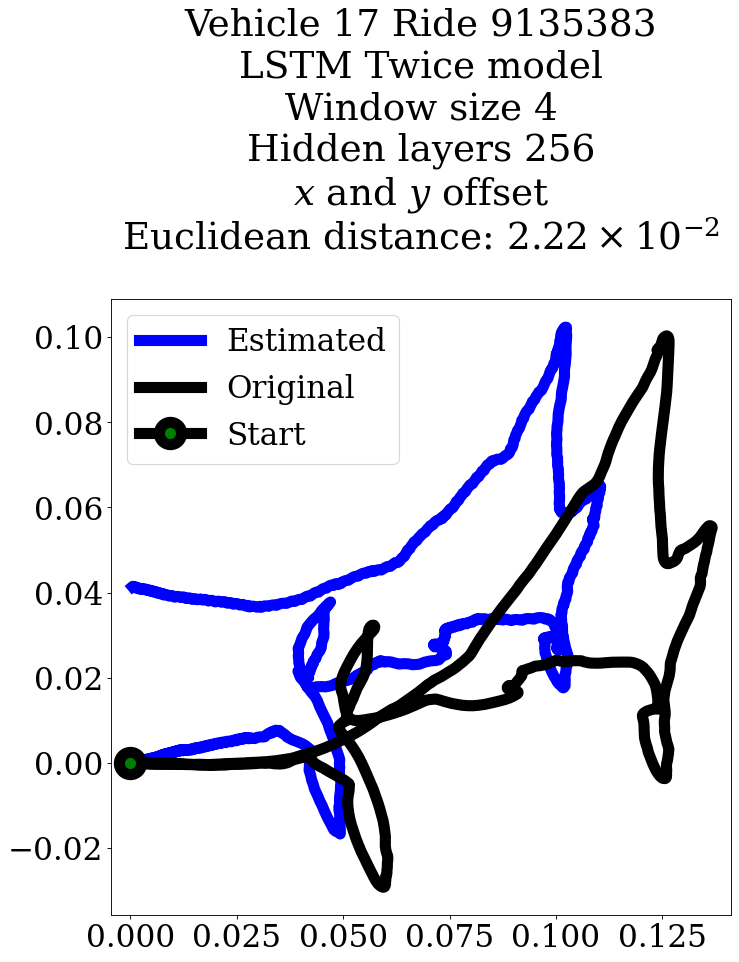 Vehicle 17 Ride 9135383
LSTM Twice model
Window size 4
Hidden layers 256
x and y offset
Euclidean distance: 2.22 × 10⁻²
Estimated
Original
Start
0.10
0.08
0.06
0.04
0.02
0.00
−0.02
0.000 0.025 0.050 0.075 0.100 0.125